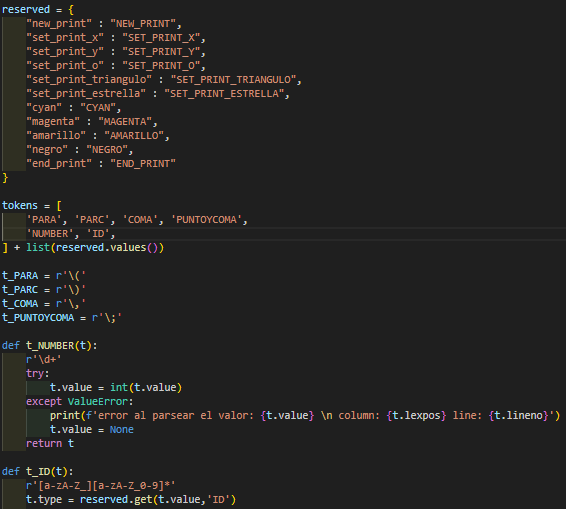 reserved = {
    "new_print" : "NEW_PRINT",
    "set_print_x" : "SET_PRINT_X",
    "set_print_y" : "SET_PRINT_Y",
    "set_print_o" : "SET_PRINT_O",
    "set_print_triangulo" : "SET_PRINT_TRIANGULO",
    "set_print_estrella" : "SET_PRINT_ESTRELLA",
    "cyan" : "CYAN",
    "magenta" : "MAGENTA",
    "amarillo" : "AMARILLO",
    "negro" : "NEGRO",
    "end_print" : "END_PRINT"
}
tokens = [
    'PARA', 'PARC', 'COMA', 'PUNTOYCOMA',
    'NUMBER', 'ID',
] + list(reserved.values())
t_PARA = r'\('
t_PARC = r'\)'
t_COMA = r'\,'
t_PUNTOYCOMA = r'\;'
def t_NUMBER(t):
    r'\d+'
    try:
        t.value = int(t.value)
    except ValueError:
        print(f'error al parsear el valor: {t.value} \n column: {t.lexpos} line: {t.lineno}')
        t.value = None
    return t
def t_ID(t):
    r'[a-zA-Z_][a-zA-Z_0-9]*'
    t.type = reserved.get(t.value,'ID')